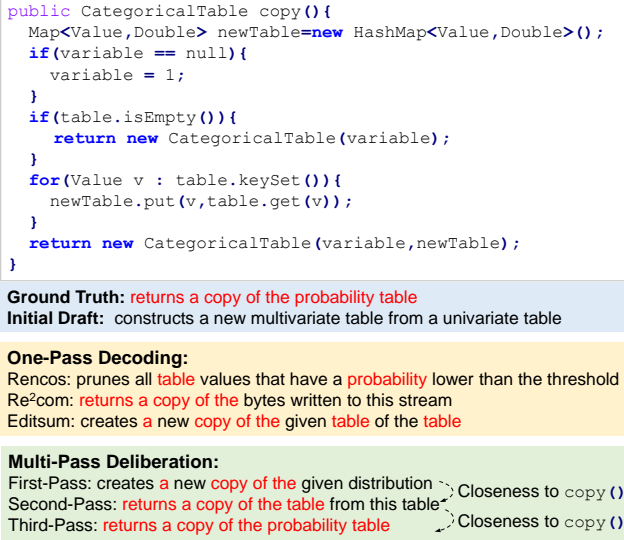 public CategoricalTable copy(){
Map<Value,Double> newTable=new HashMap<Value,Double>();
if(variable == null){
variable = 1;
}
if(table.isEmpty()){
return new CategoricalTable(variable);
}
for(Value v : table.keySet()){
newTable.put(v,table.get(v));
}
return new CategoricalTable(variable,newTable);
}
Ground Truth: returns a copy of the probability table
Initial Draft: constructs a new multivariate table from a univariate table
One-Pass Decoding:
Rencos: prunes all table values that have a probability lower than the threshold
Re²com: returns a copy of the bytes written to this stream
Editsum: creates a new copy of the given table of the table
Multi-Pass Deliberation:
First-Pass: creates a new copy of the given distribution
Closeness to copy()
Second-Pass: returns a copy of the table from this table
Third-Pass: returns a copy of the probability table
Closeness to copy()